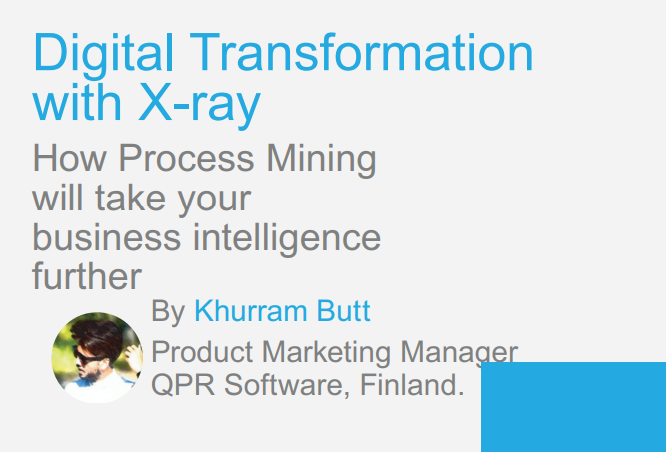 Digital Transformation
with X-ray
How Process Mining
will take your
business intelligence
further
By Khurram Butt
Product Marketing Manager
QPR Software, Finland.